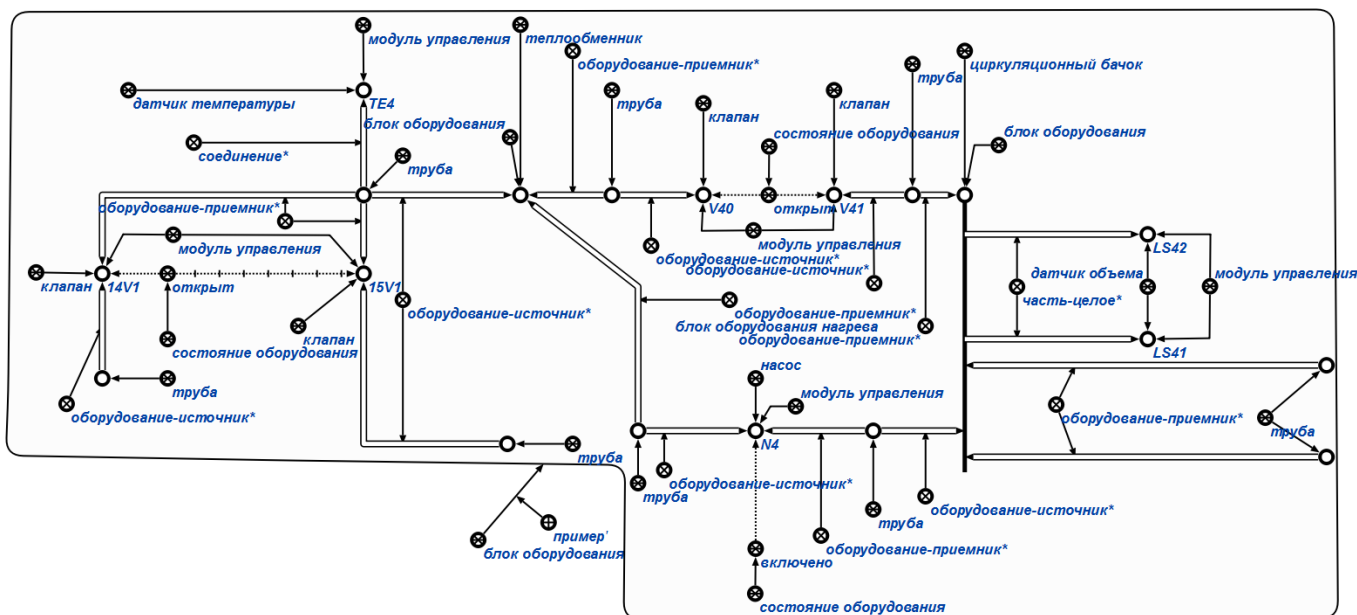 модуль управления
теплообменник
оборудование-приемник*
циркуляционный бачок
труба
клапан
датчик температуры
TE4
труба
клапан
блок оборудования
состояние оборудования
блок оборудования
соединение*
труба
оборудование-приемник*
V40
открыт
V41
модуль управления
модуль управления
оборудование-источник*
оборудование-источник*
LS42
датчик объема
модуль управления
клапан
14V1
открыт
15V1
часть-целое*
оборудование-источник*
оборудование-приемник*
блок оборудования нагрева
оборудование-приемник*
клапан
состояние оборудования
LS41
насос
труба
модуль управления
оборудование-источник*
оборудование-приемник*
труба
N4
труба
оборудование-источник*
труба
оборудование-источник*
труба
пример'
оборудование-приемник*
блок оборудования
включено
состояние оборудования